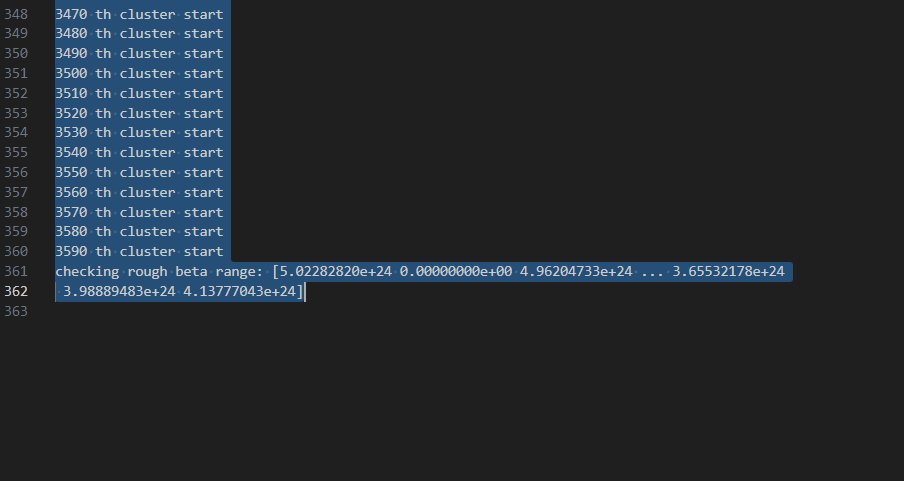 348 3470 th cluster start
349 3480 th cluster start
350 3490 th cluster start
351 3500 th cluster start
352 3510 th cluster start
353 3520 th cluster start
354 3530 th cluster start
355 3540 th cluster start
356 3550 th cluster start
357 3560 th cluster start
358 3570 th cluster start
359 3580 th cluster start
360 3590 th cluster start
361 checking rough beta range: [5.02282820e+24 0.00000000e+00 4.96204733e+24 ... 3.65532178e+24
362  3.98889483e+24 4.13777043e+24]
363